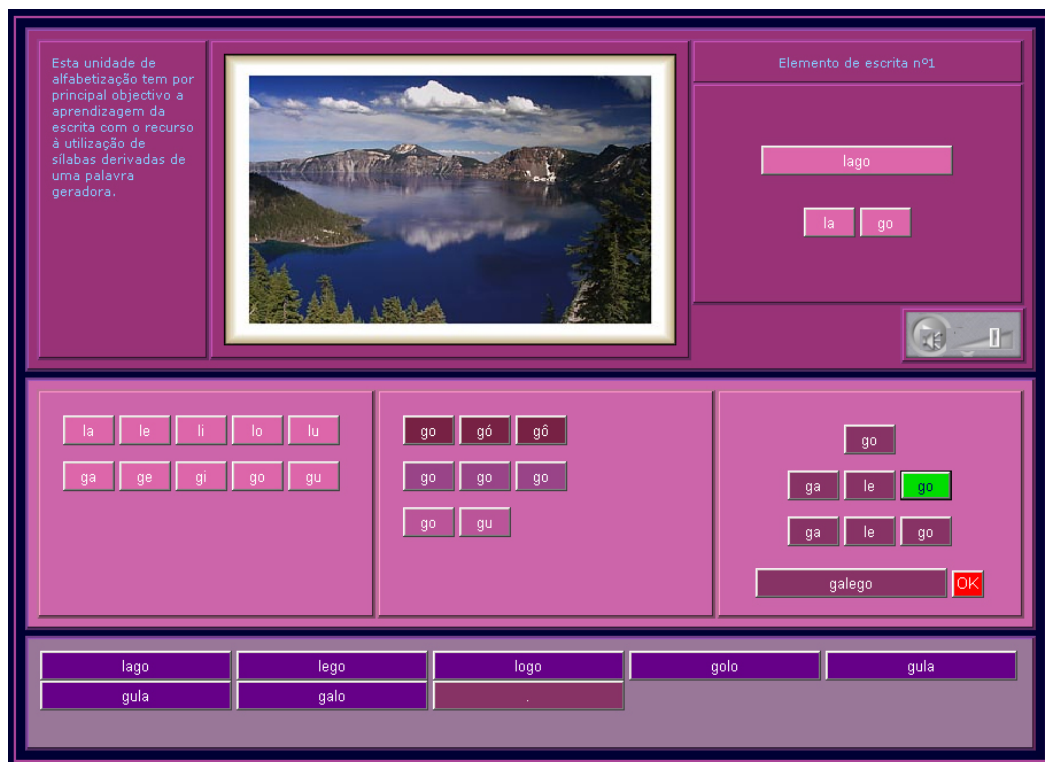 Esta unidade de
alfabetização tem por
principal objectivo a
aprendizagem da
escrita com o recurso
à utilização de
sílabas derivadas de
uma palavra
geradora.
Elemento de escrita nº1
lago
la go
la le li lo lu
ga ge gi go gu
go gó gô
go go go
go gu
go
ga le go
ga le go
galego OK
lago lego logo golo gula
gula galo .